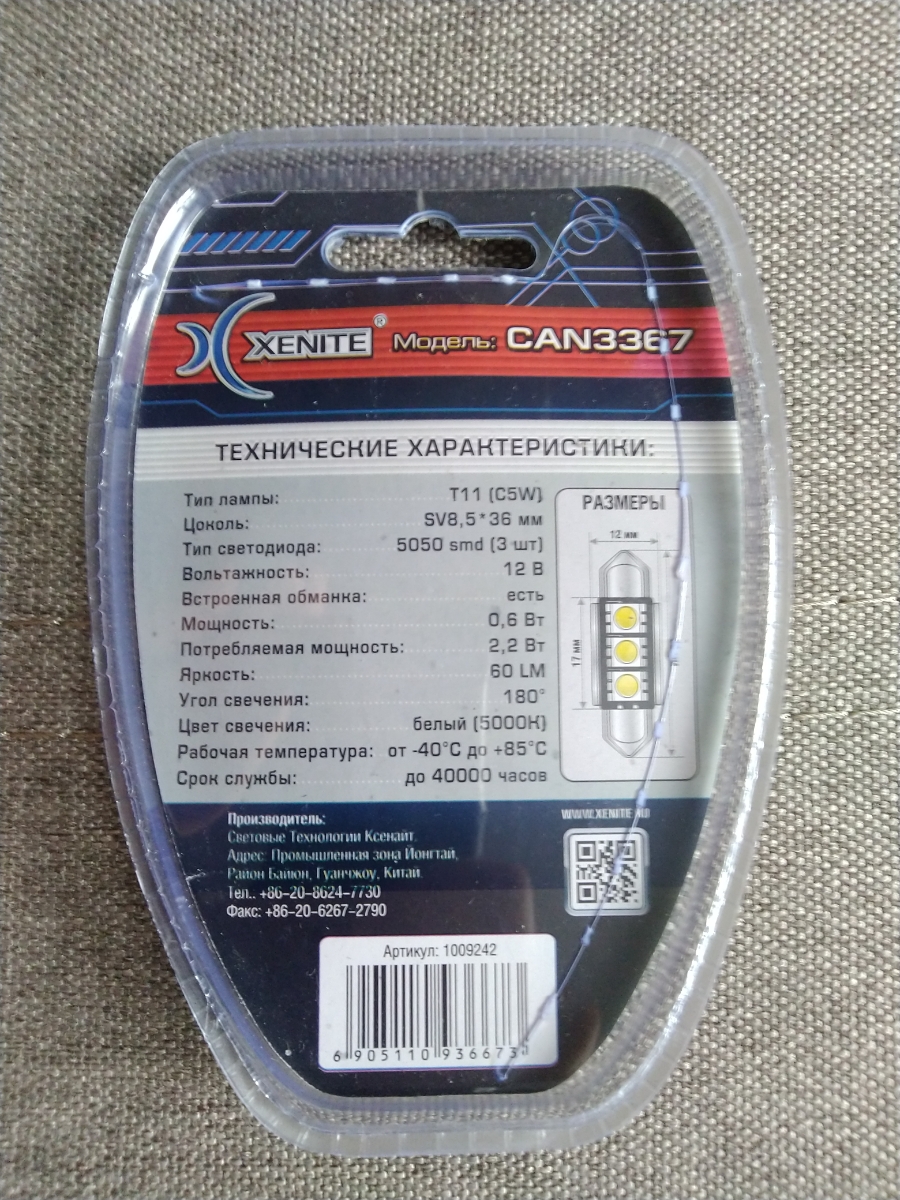 XENITE® Модель: CAN3367
ТЕХНИЧЕСКИЕ ХАРАКТЕРИСТИКИ:
Тип лампы: T11 (C5W)
Цоколь: SV8,5*36 мм
Тип светодиода: 5050 smd (3 шт)
Вольтажность: 12 В
Встроенная обманка: есть
Мощность: 0,6 Вт
Потребляемая мощность: 2,2 Вт
Яркость: 60 LM
Угол свечения: 180°
Цвет свечения: белый (5000К)
Рабочая температура: от -40°C до +85°C
Срок службы: до 40000 часов
РАЗМЕРЫ
12 мм
17 мм
Производитель:
Световые Технологии Ксенайт.
Адрес: Промышленная зона Йонгтай,
Район Байюн, Гуанчжоу, Китай.
Тел.: +86-20-8624-7730
Факс: +86-20-6267-2790
WWW.XENITE.RU
Артикул: 1009242
6 905110 936673